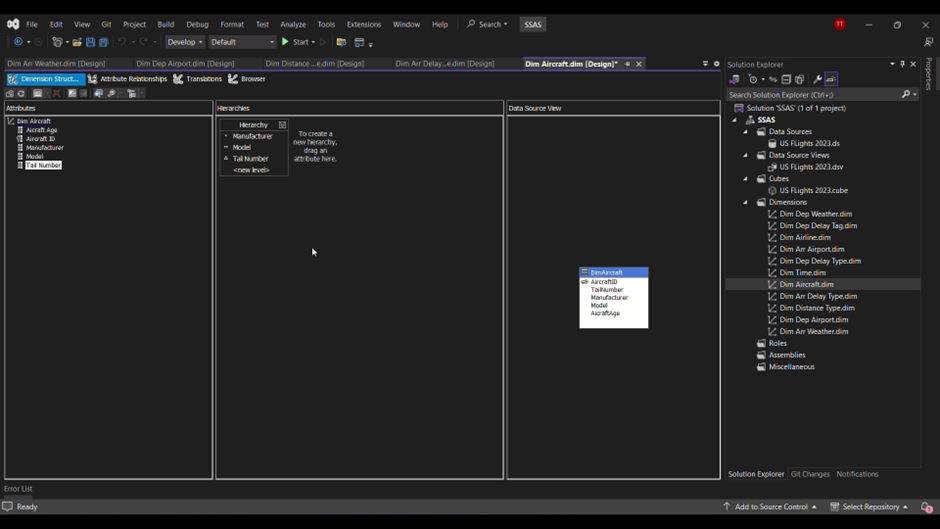 File Edit View Git Project Build Debug Format Test Analyze Tools Extensions Window Help Search SSAS TT
Develop Default Start
Dim Arr Weather.dim [Design] Dim Dep Airport.dim [Design] Dim Distance ...e.dim [Design] Dim Arr Delay...e.dim [Design] Dim Aircraft.dim [Design]*
Dimension Struct... Attribute Relationships Translations Browser
Attributes
Dim Aircraft
Aicraft Age
Aircraft ID
Manufacturer
Model
Tail Number
Hierarchies
Hierarchy
Manufacturer
Model
Tail Number
<new level>
To create a
new hierarchy,
drag an
attribute here.
Data Source View
DimAircraft
AircraftID
TailNumber
Manufacturer
Model
AicraftAge
Solution Explorer
Search Solution Explorer (Ctrl+;)
Solution 'SSAS' (1 of 1 project)
SSAS
Data Sources
US FLights 2023.ds
Data Source Views
US FLights 2023.dsv
Cubes
US FLights 2023.cube
Dimensions
Dim Dep Weather.dim
Dim Dep Delay Tag.dim
Dim Airline.dim
Dim Arr Airport.dim
Dim Dep Delay Type.dim
Dim Time.dim
Dim Aircraft.dim
Dim Arr Delay Type.dim
Dim Distance Type.dim
Dim Dep Airport.dim
Dim Arr Weather.dim
Roles
Assemblies
Miscellaneous
Solution Explorer Git Changes Notifications
Properties
Error List
Ready Add to Source Control Select Repository